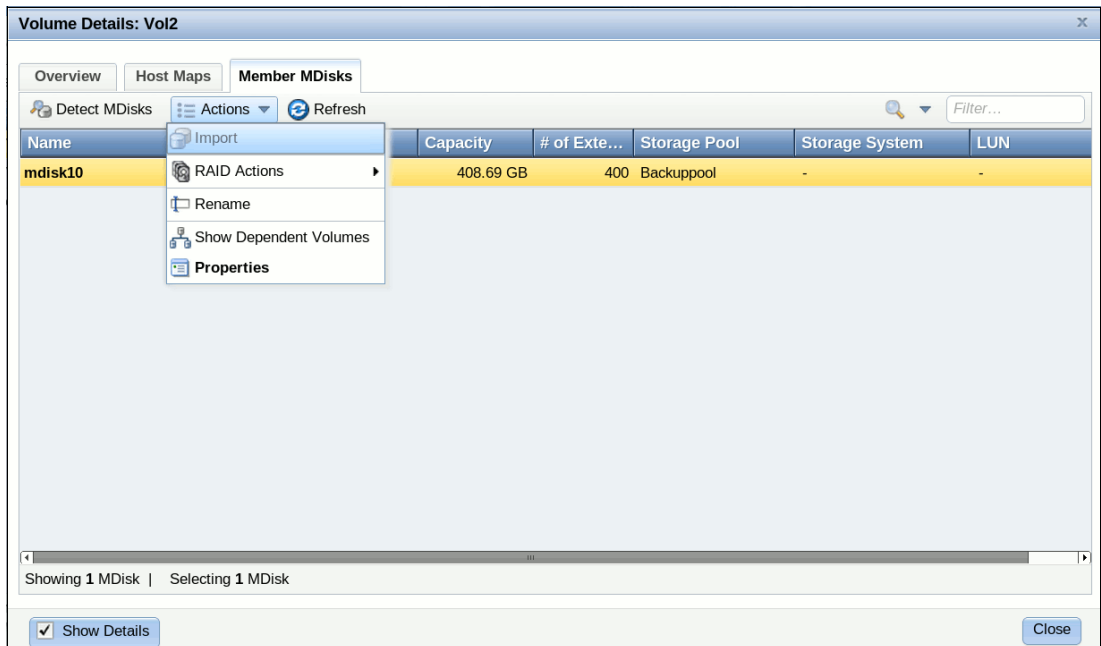 Volume Details: Vol2
Overview Host Maps Member MDisks
Detect MDisks Actions Refresh Filter...
Name Capacity # of Exte... Storage Pool Storage System LUN
mdisk10 408.69 GB 400 Backuppool - -
Import
RAID Actions
Rename
Show Dependent Volumes
Properties
Showing 1 MDisk | Selecting 1 MDisk
Show Details Close